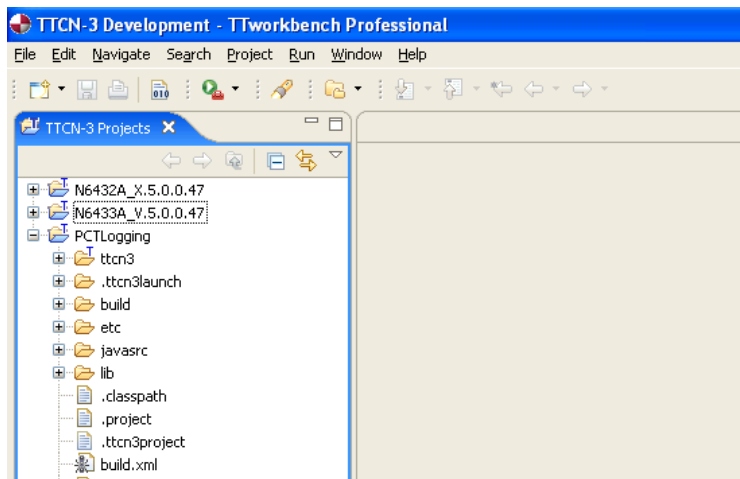 TTCN-3 Development - TTworkbench Professional
File Edit Navigate Search Project Run Window Help
010
TTCN-3 Projects
N6432A_X.5.0.0.47
N6433A_V.5.0.0.47
PCTLogging
ttcn3
.ttcn3launch
build
etc
javasrc
lib
.classpath
.project
.ttcn3project
build.xml